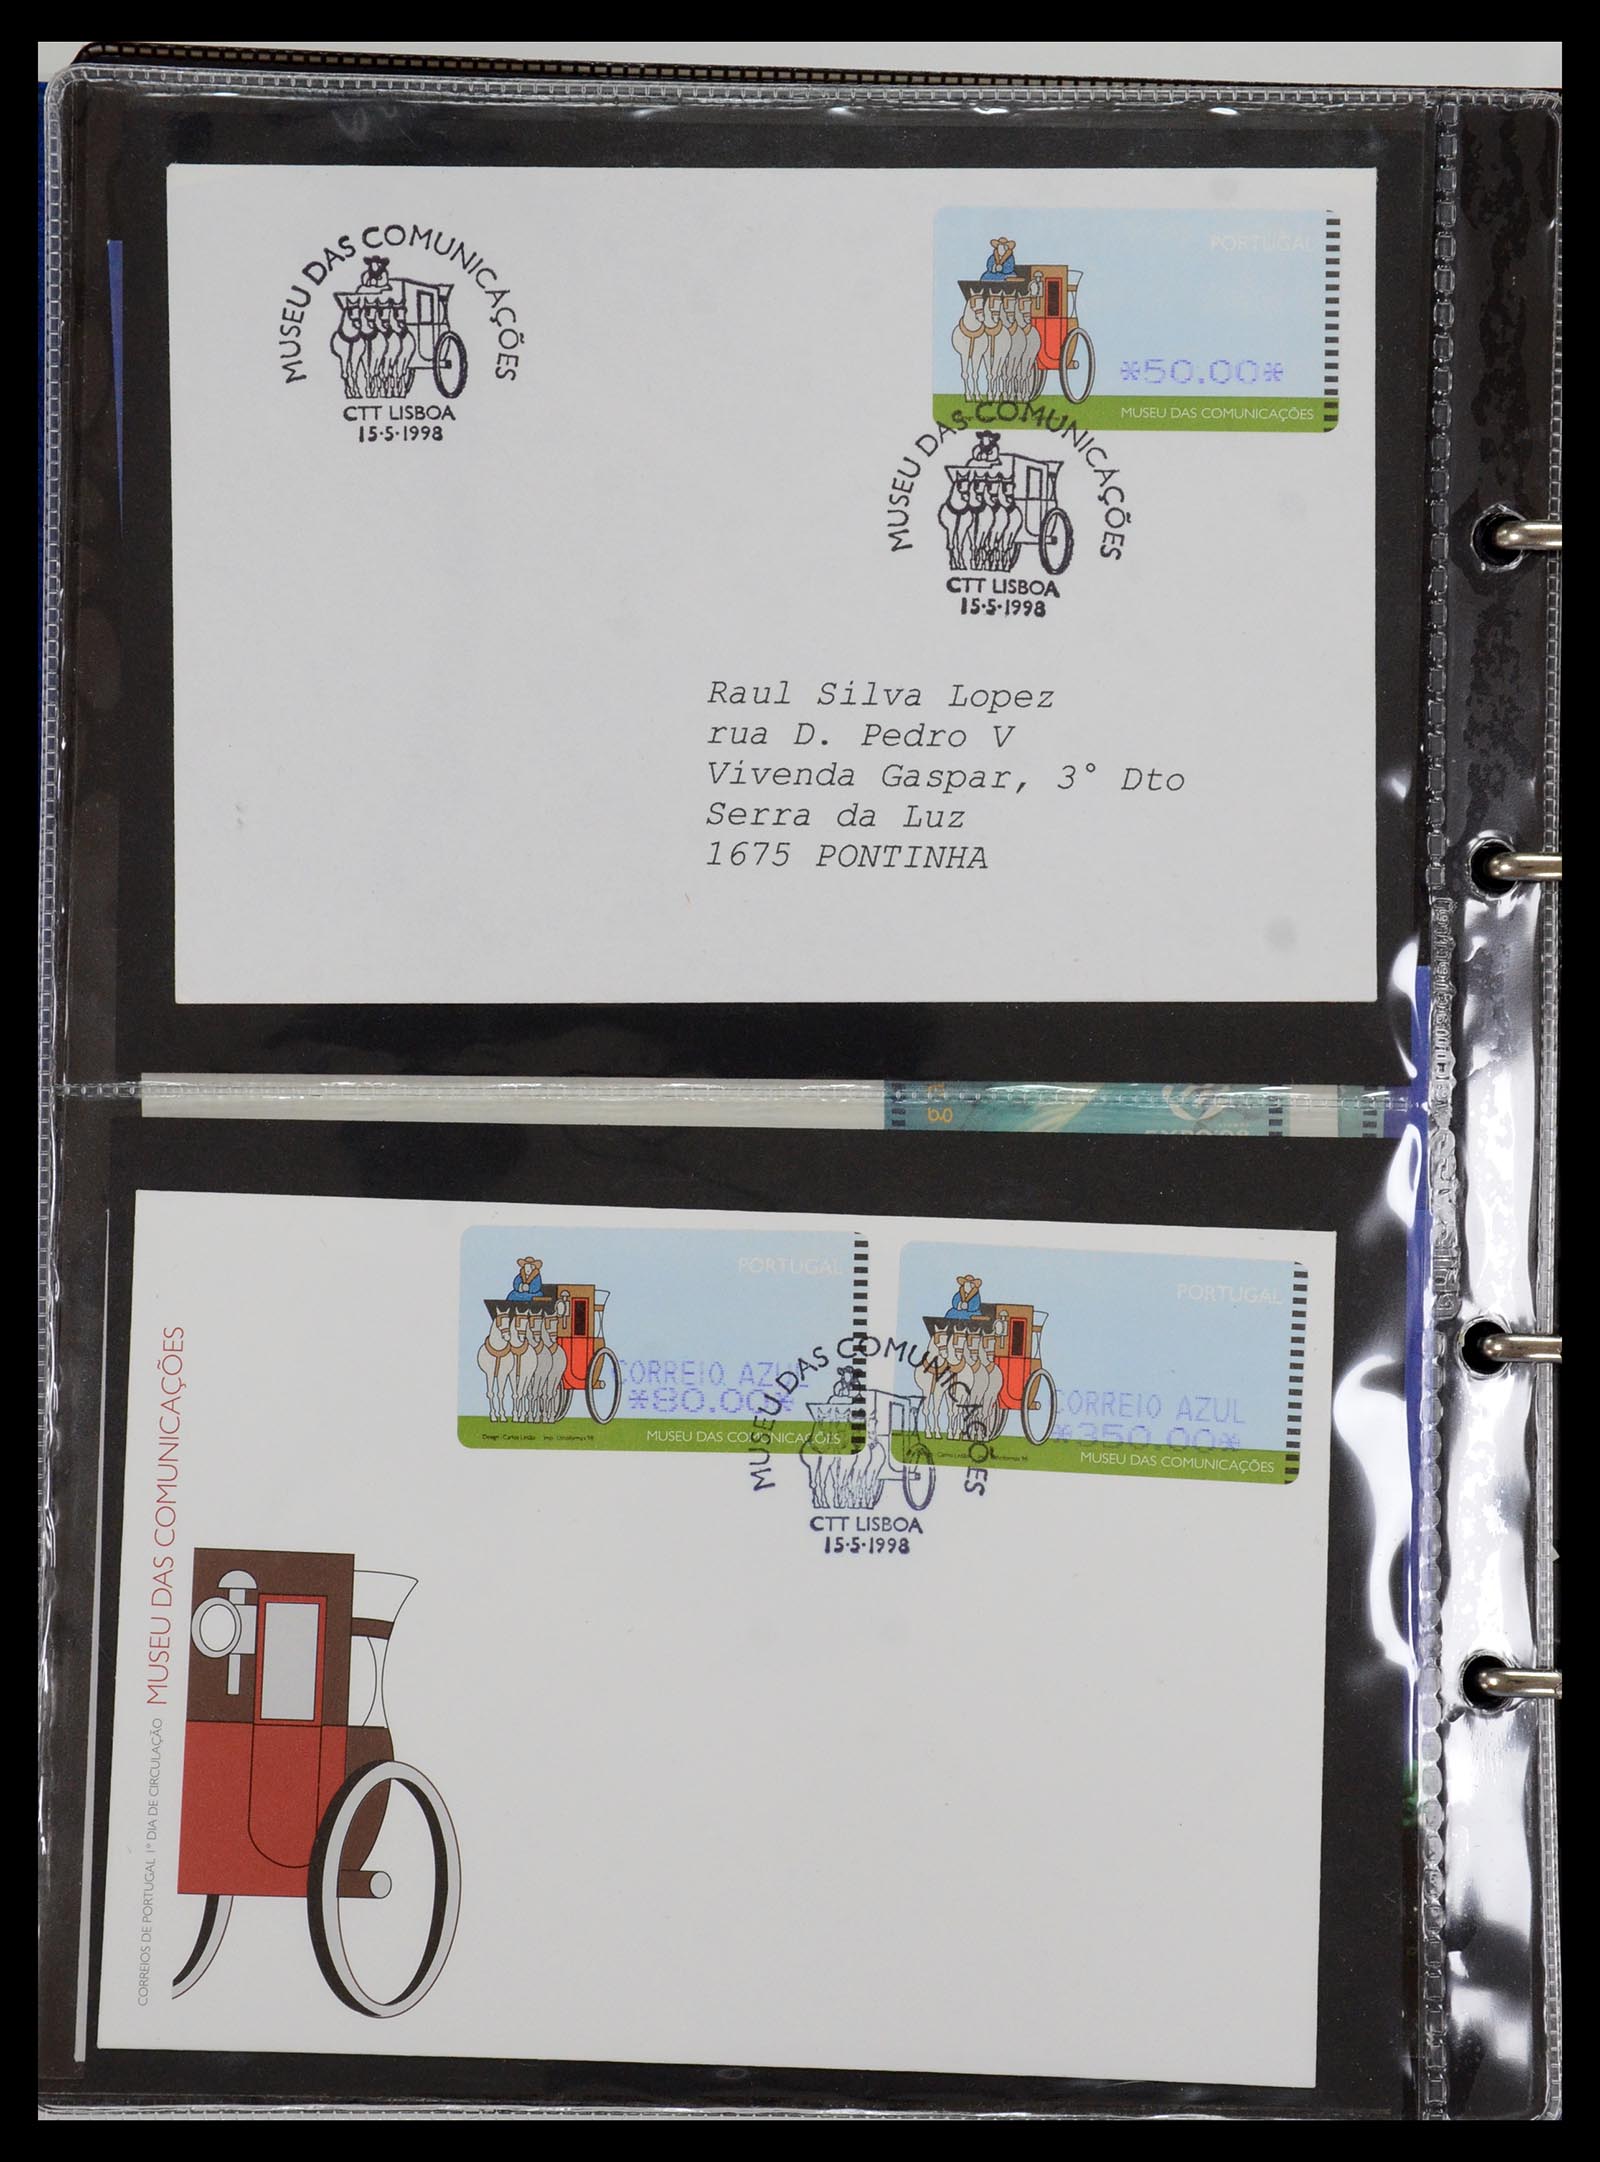 MUSEU DAS COMUNICAÇÕES
CTT LISBOA
15·5·1998
PORTUGAL
*50.00*
MUSEU DAS COMUNICAÇÕES
MUSEU DAS COMUNICAÇÕES
CTT LISBOA
15·5·1998
Raul Silva Lopez
rua D. Pedro V
Vivenda Gaspar, 3° Dto
Serra da Luz
1675 PONTINHA
EXPO'98
PORTUGAL
CORREIO AZUL
*80.00*
MUSEU DAS COMUNICAÇÕES
PORTUGAL
CORREIO AZUL
*350.00*
MUSEU DAS COMUNICAÇÕES
MUSEU DAS COMUNICAÇÕES
CTT LISBOA
15·5·1998
CORREIOS DE PORTUGAL 1º DIA DE CIRCULAÇÃO MUSEU DAS COMUNICAÇÕES